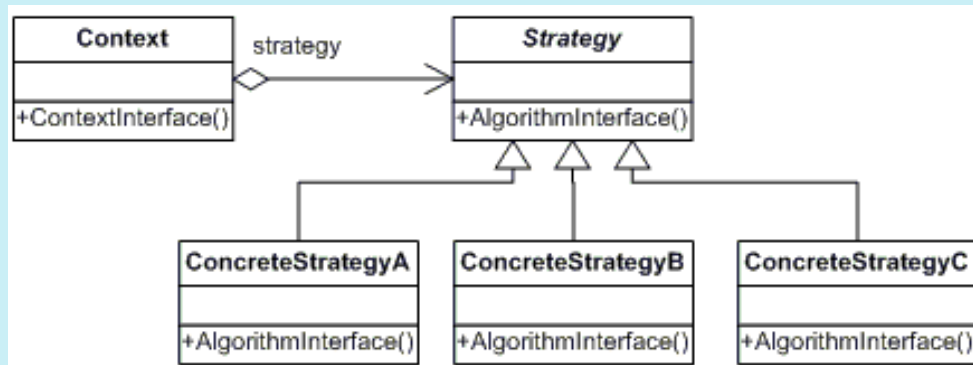 Context
strategy
Strategy
+ContextInterface()
+AlgorithmInterface()
ConcreteStrategyA
ConcreteStrategyB
ConcreteStrategyC
+AlgorithmInterface()
+AlgorithmInterface()
+AlgorithmInterface()